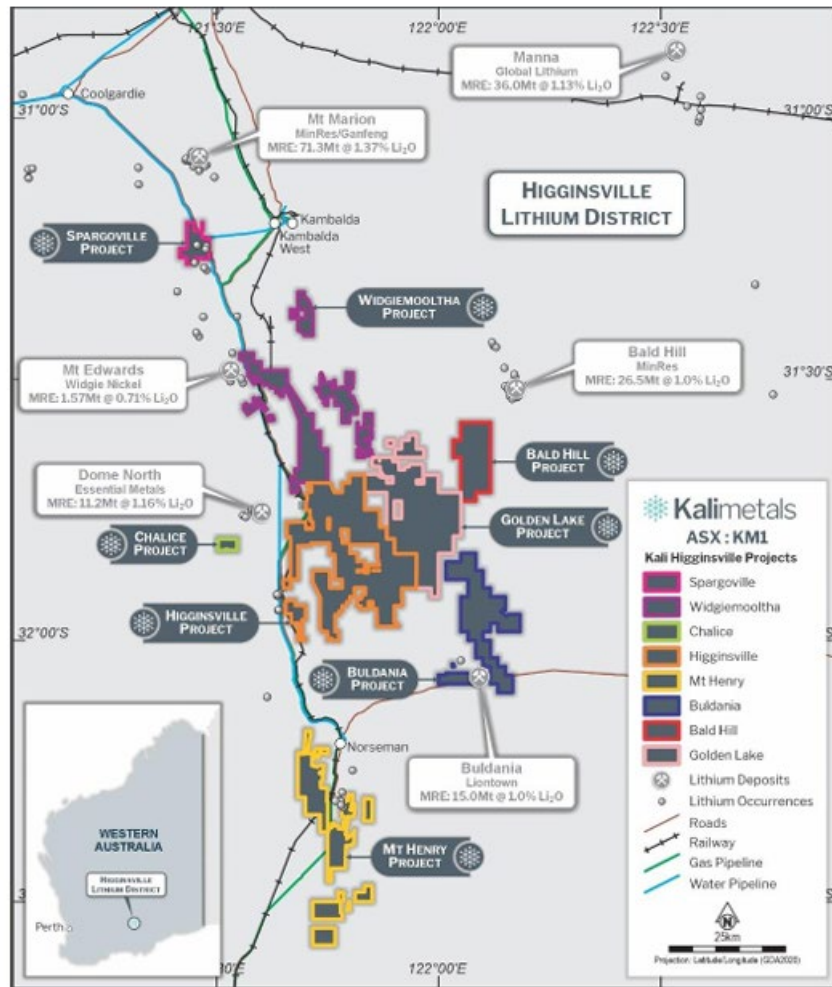 121°30'E
122°00'E
122°30'E
Manna
Global Lithium
MRE: 36.0Mt @ 1.13% Li₂O
Coolgardie
31°00'S
31°00'S
Mt Marion
MinRes/Ganfeng
MRE: 71.3Mt @ 1.37% Li₂O
HIGGINSVILLE
LITHIUM DISTRICT
Kambalda
Kambalda
West
SPARGOVILLE
PROJECT
WIDGIEMOOLTHA
PROJECT
Mt Edwards
Widgie Nickel
MRE: 1.57Mt @ 0.71% Li₂O
Bald Hill
MinRes
MRE: 26.5Mt @ 1.0% Li₂O
31°30'S
BALD HILL
PROJECT
Dome North
Essential Metals
MRE: 11.2Mt @ 1.16% Li₂O
GOLDEN LAKE
PROJECT
CHALICE
PROJECT
HIGGINSVILLE
PROJECT
32°00'S
BULDANIA
PROJECT
Norseman
Buldania
Liontown
MRE: 15.0Mt @ 1.0% Li₂O
MT HENRY
PROJECT
122°00'E
Kalimetals
ASX : KM1
Kali Higginsville Projects
Spargoville
Widgiemooltha
Chalice
Higginsville
Mt Henry
Buldania
Bald Hill
Golden Lake
Lithium Deposits
Lithium Occurrences
Roads
Railway
Gas Pipeline
Water Pipeline
N
25km
Projection: Latitude/Longitude (GDA2020)
WESTERN
AUSTRALIA
HIGGINSVILLE
LITHIUM DISTRICT
Perth